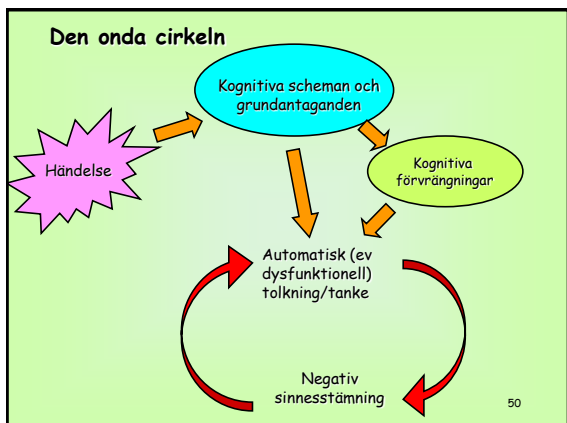 Den onda cirkeln
Kognitiva scheman och
grundantaganden
Händelse
Kognitiva
förvrängningar
Automatisk (ev
dysfunktionell)
tolkning/tanke
Negativ
sinnesstämning
50